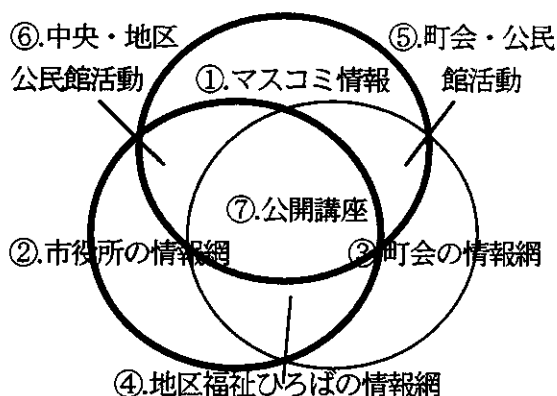 ⑥.中央・地区
公民館活動
⑤.町会・公民
館活動
①.マスコミ情報
⑦.公開講座
②.市役所の情報網
③.町会の情報網
④.地区福祉ひろばの情報網